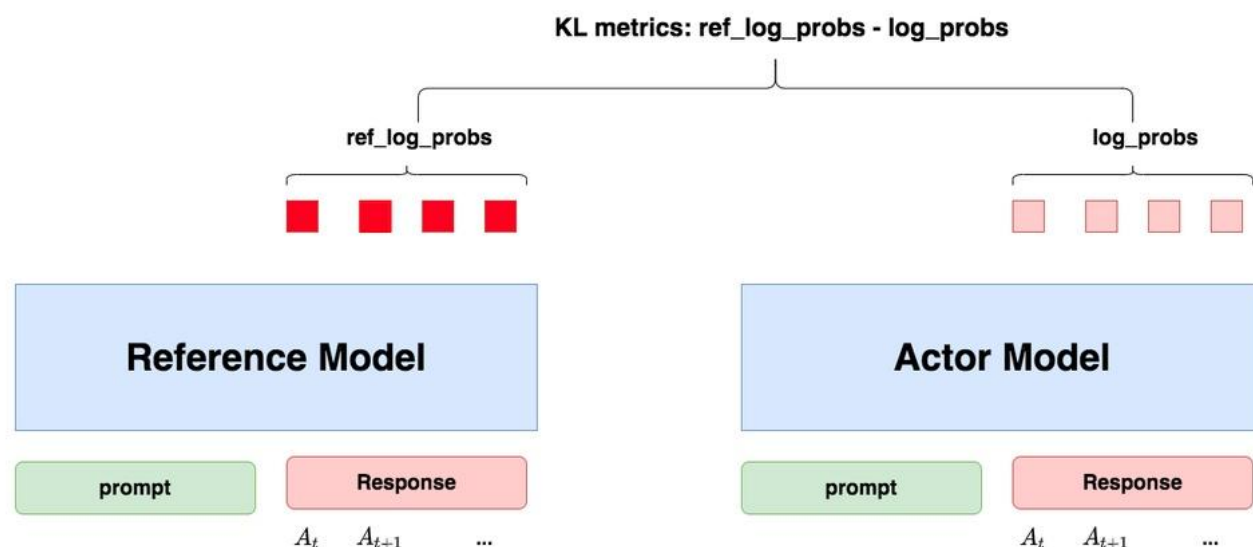 KL metrics: ref_log_probs - log_probs
ref_log_probs
log_probs
Reference Model
Actor Model
prompt
Response
prompt
Response
A_t A_{t+1} ...
A_t A_{t+1} ...